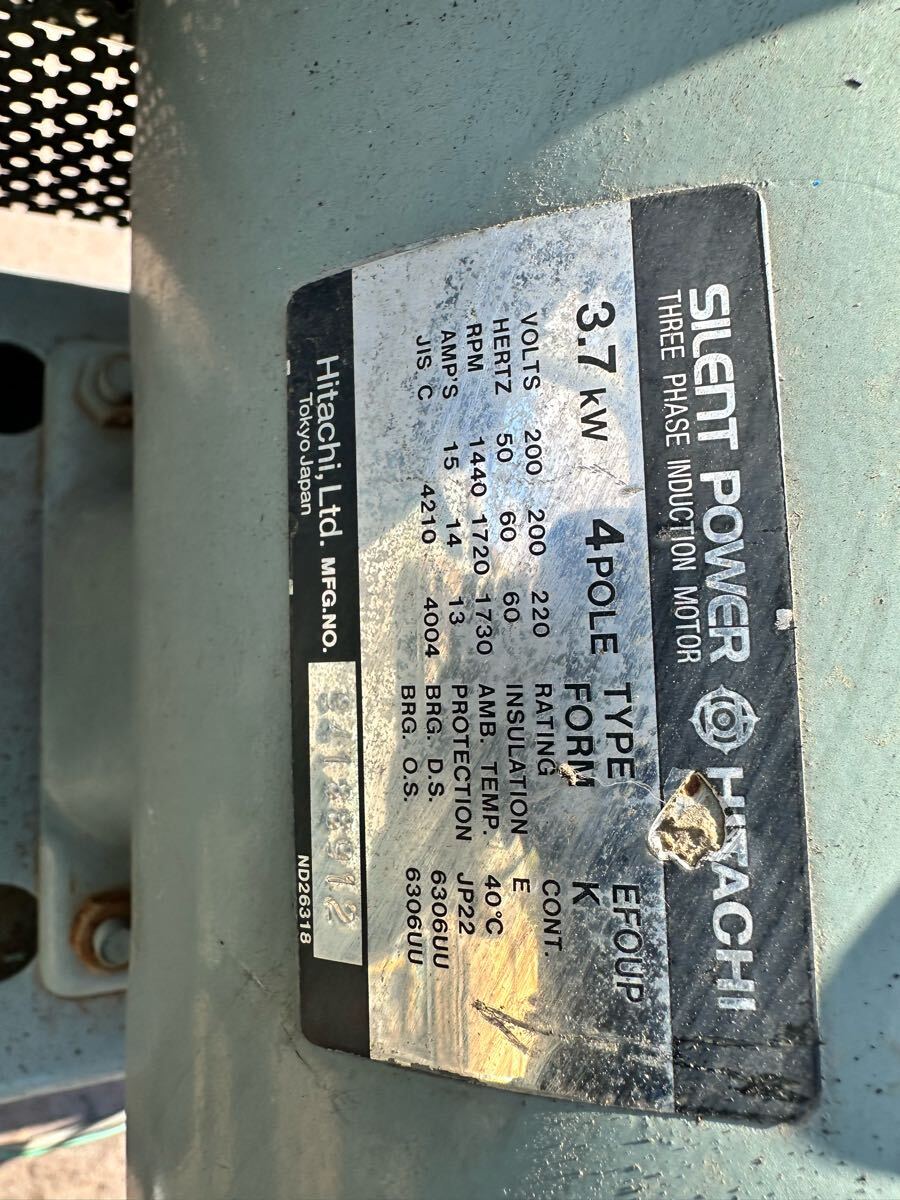 SILENT POWER HITACHI
THREE PHASE INDUCTION MOTOR
3.7 kW 4 POLE TYPE EFOUP
FORM K
VOLTS 200 200 220 RATING CONT.
HERTZ 50 60 60 INSULATION E
RPM 1440 1720 1730 AMB. TEMP. 40°C
AMP'S 15 14 13 PROTECTION JP22
JIS C 4210 4004 BRG. D.S. 6306UU
BRG. O.S. 6306UU
Hitachi, Ltd. MFG.NO.
Tokyo Japan
ND26318